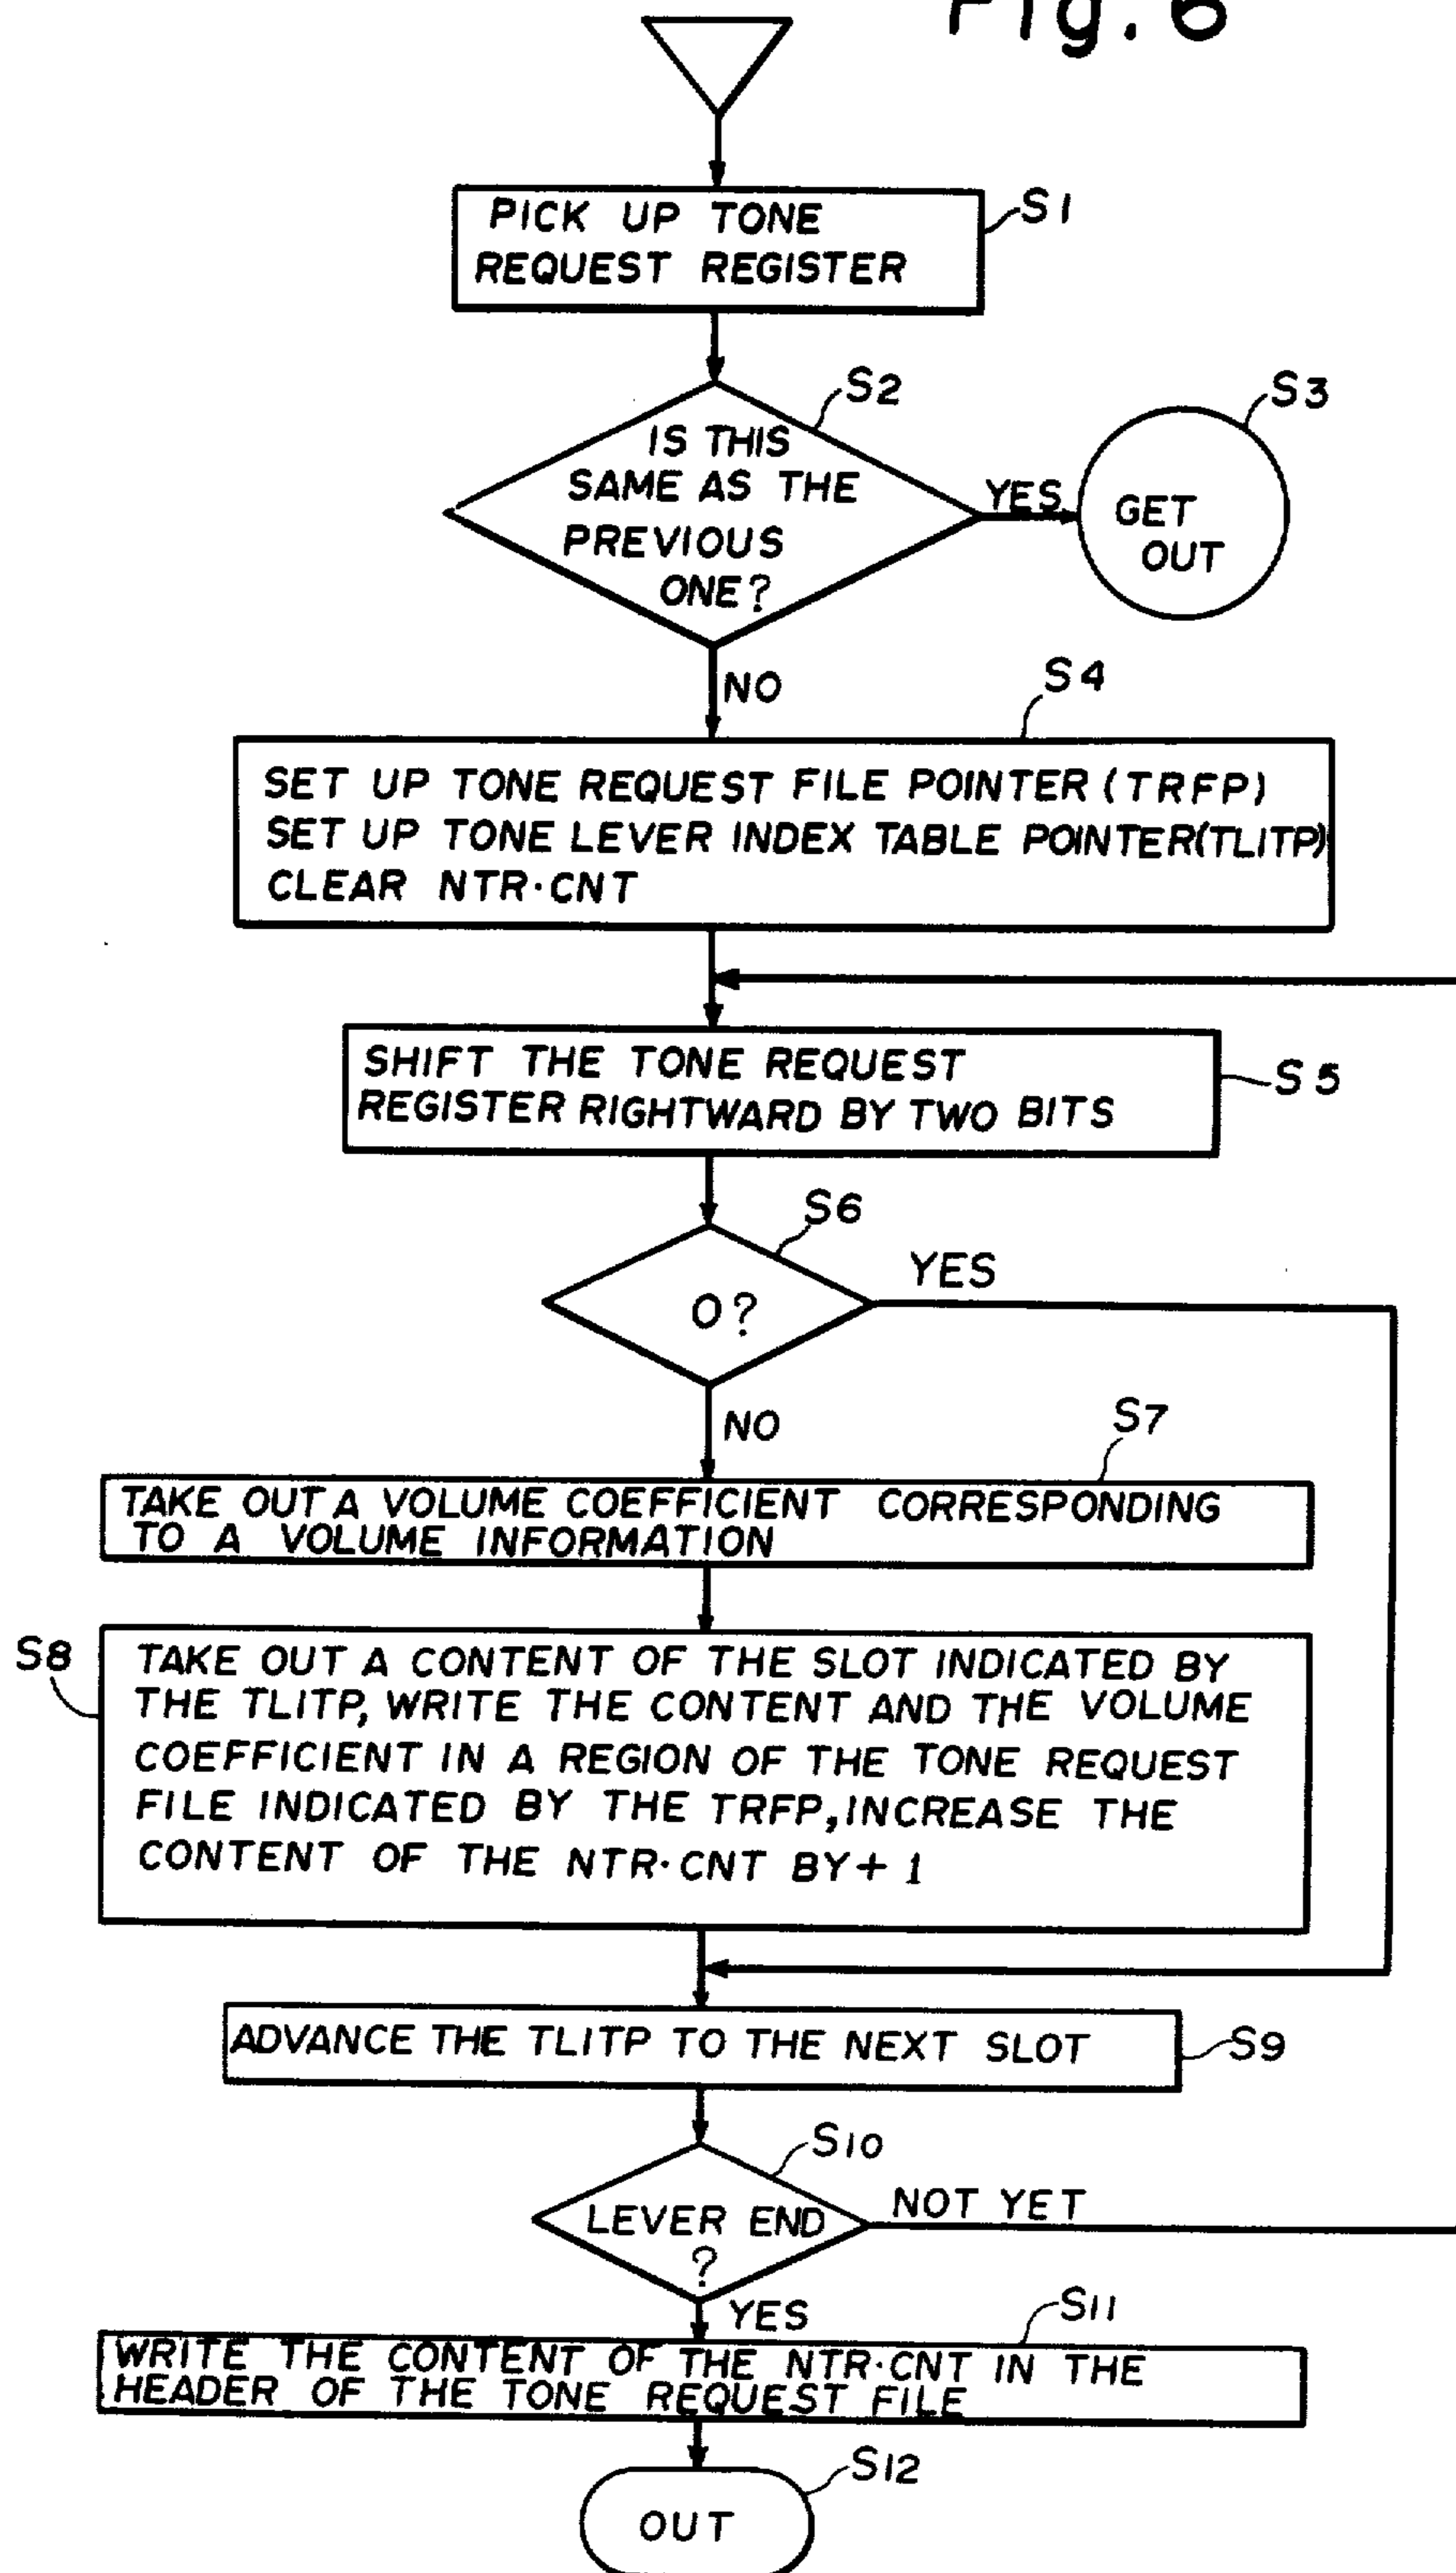 Fig. 6
PICK UP TONE
REQUEST REGISTER
S1
S2
IS THIS
SAME AS THE
PREVIOUS
ONE?
YES
S3
GET
OUT
NO
S4
SET UP TONE REQUEST FILE POINTER (TRFP)
SET UP TONE LEVER INDEX TABLE POINTER(TLITP)
CLEAR NTR·CNT
SHIFT THE TONE REQUEST
REGISTER RIGHTWARD BY TWO BITS
S5
S6
0?
YES
NO
S7
TAKE OUT A VOLUME COEFFICIENT CORRESPONDING
TO A VOLUME INFORMATION
S8
TAKE OUT A CONTENT OF THE SLOT INDICATED BY
THE TLITP, WRITE THE CONTENT AND THE VOLUME
COEFFICIENT IN A REGION OF THE TONE REQUEST
FILE INDICATED BY THE TRFP, INCREASE THE
CONTENT OF THE NTR·CNT BY + 1
ADVANCE THE TLITP TO THE NEXT SLOT
S9
S10
LEVER END
?
NOT YET
YES
S11
WRITE THE CONTENT OF THE NTR·CNT IN THE
HEADER OF THE TONE REQUEST FILE
S12
OUT